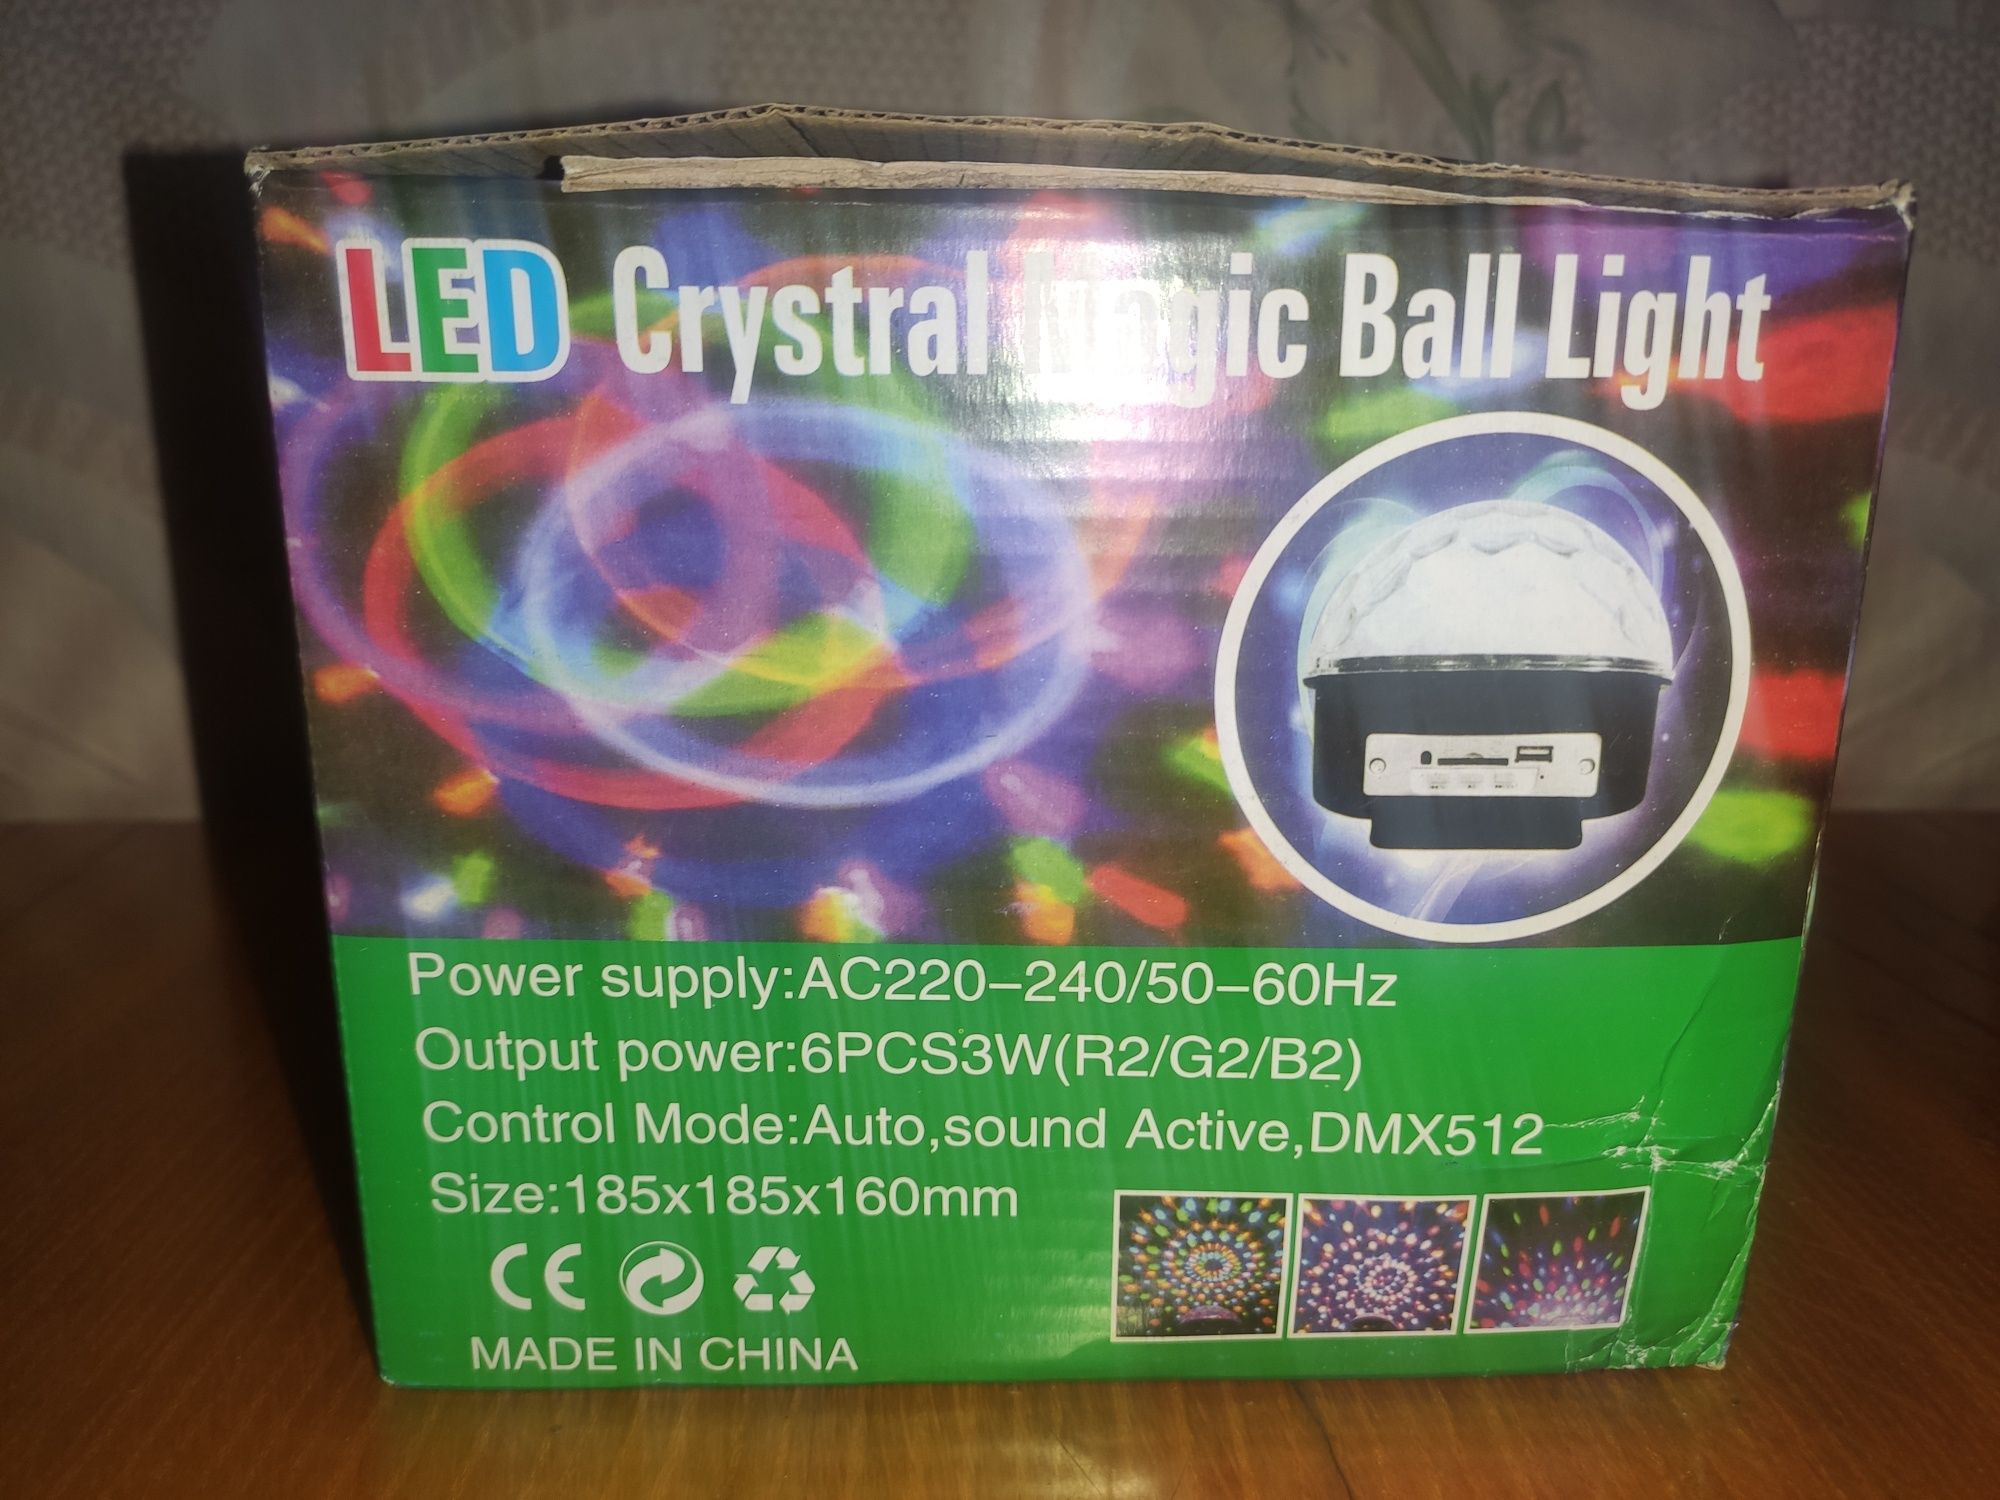 LED Crystral Magic Ball Light
Power supply:AC220-240/50-60Hz
Output power:6PCS3W(R2/G2/B2)
Control Mode:Auto,sound Active,DMX512
Size:185x185x160mm
CE
MADE IN CHINA